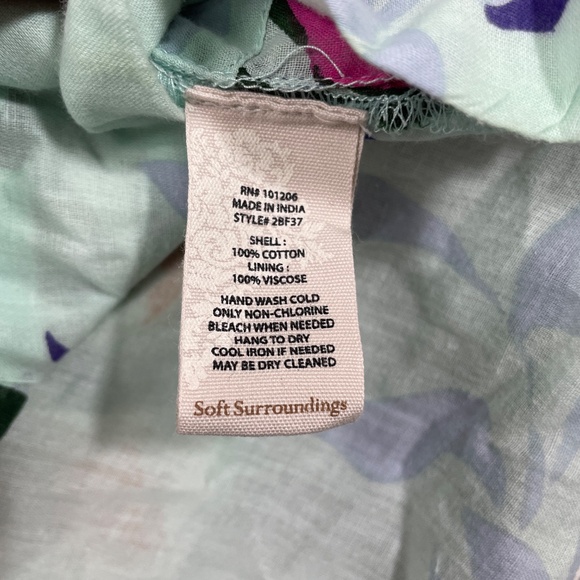 RN# 101206
MADE IN INDIA
STYLE# 2BF37
SHELL :
100% COTTON
LINING :
100% VISCOSE
HAND WASH COLD
ONLY NON-CHLORINE
BLEACH WHEN NEEDED
HANG TO DRY
COOL IRON IF NEEDED
MAY BE DRY CLEANED
Soft Surroundings